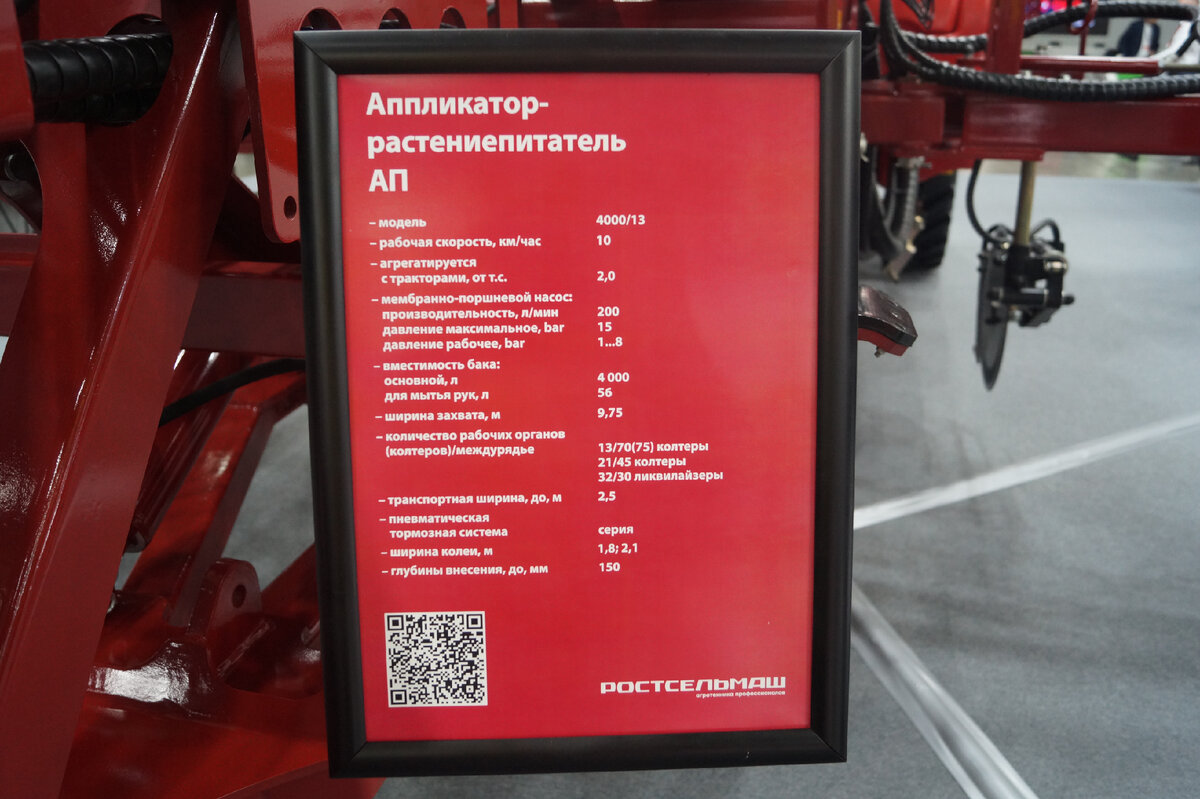 Аппликатор-
растениепитатель
АП
– модель 4000/13
– рабочая скорость, км/час 10
– агрегатируется
с тракторами, от т.с. 2,0
– мембранно-поршневой насос:
производительность, л/мин 200
давление максимальное, bar 15
давление рабочее, bar 1...8
– вместимость бака:
основной, л 4 000
для мытья рук, л 56
– ширина захвата, м 9,75
– количество рабочих органов
(колтеров)/междурядье 13/70(75) колтеры
21/45 колтеры
32/30 ликвилайзеры
– транспортная ширина, до, м 2,5
– пневматическая
тормозная система серия
– ширина колеи, м 1,8; 2,1
– глубины внесения, до, мм 150
РОСТСЕЛЬМАШ
агротехника профессионалов